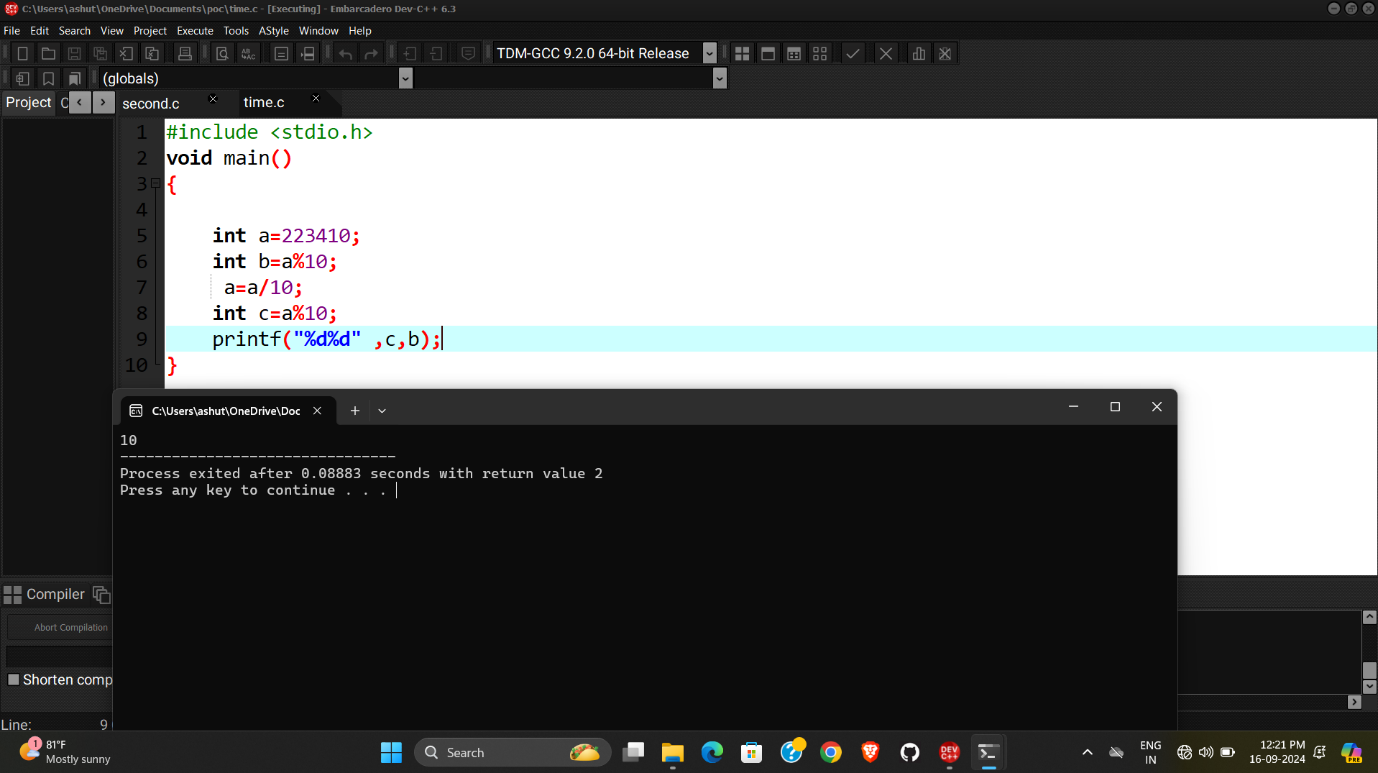 C:\Users\ashut\OneDrive\Documents\poc\time.c - [Executing] - Embarcadero Dev-C++ 6.3
File Edit Search View Project Execute Tools AStyle Window Help
TDM-GCC 9.2.0 64-bit Release
(globals)
Project C second.c time.c
1 #include <stdio.h>
2 void main()
3 {
4
5 int a=223410;
6 int b=a%10;
7 a=a/10;
8 int c=a%10;
9 printf("%d%d" ,c,b);
10 }
C:\Users\ashut\OneDrive\Doc
10
--------------------------------
Process exited after 0.08883 seconds with return value 2
Press any key to continue . . .
Compiler
Abort Compilation
Shorten comp
Line: 9
1 81°F
Mostly sunny
Search
DEV C++
PRE
ENG
IN
12:21 PM
16-09-2024